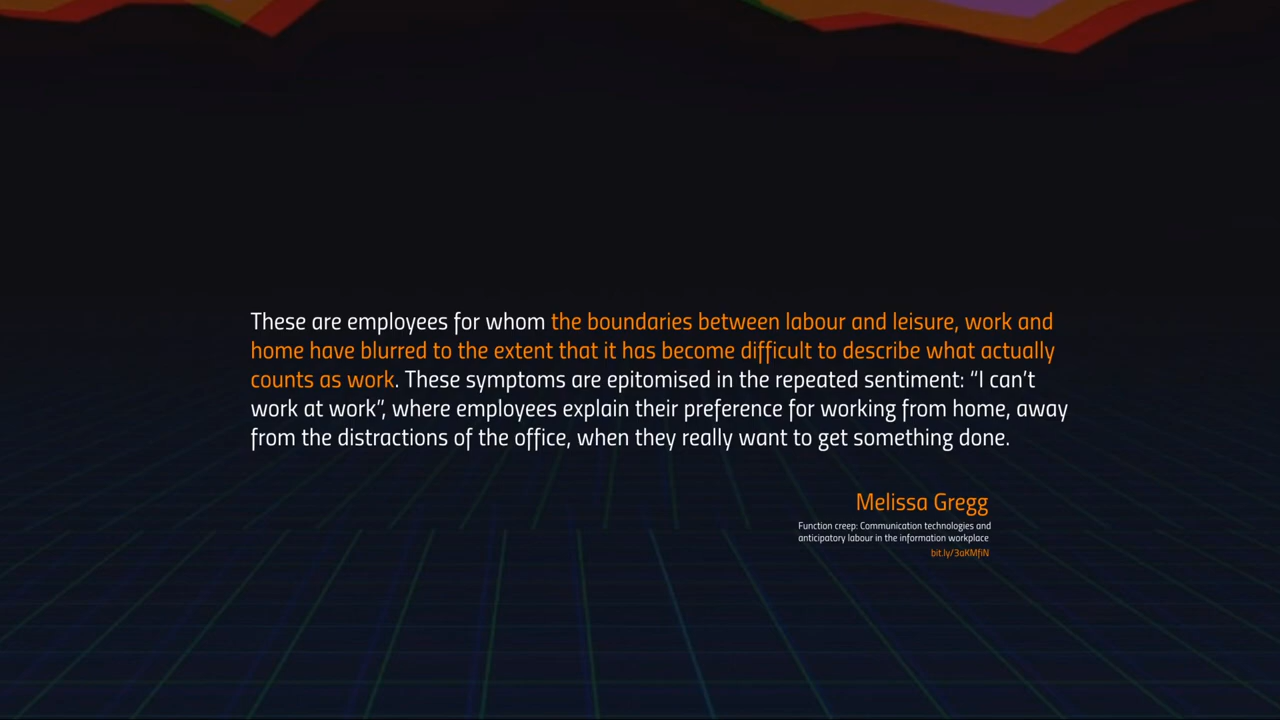 These are employees for whom the boundaries between labour and leisure, work and
home have blurred to the extent that it has become difficult to describe what actually
counts as work. These symptoms are epitomised in the repeated sentiment: “I can’t
work at work”, where employees explain their preference for working from home, away
from the distractions of the office, when they really want to get something done.
Melissa Gregg
Function creep: Communication technologies and
anticipatory labour in the information workplace
bit.ly/3aKMfiN